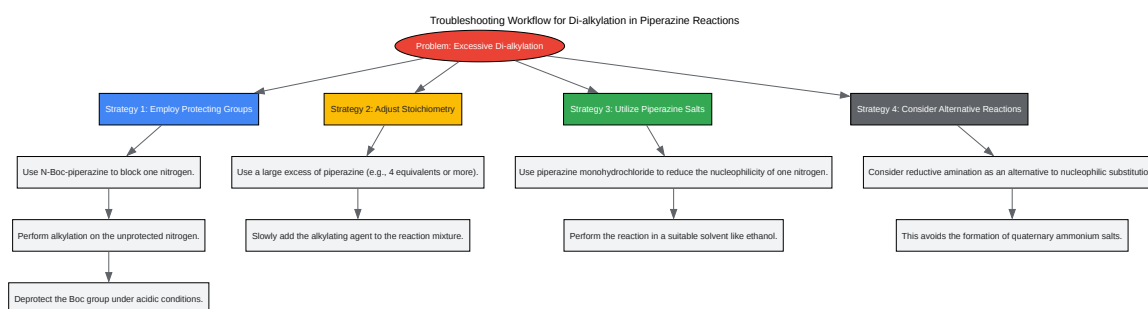 Troubleshooting Workflow for Di-alkylation in Piperazine Reactions
Problem: Excessive Di-alkylation
Strategy 1: Employ Protecting Groups
Strategy 2: Adjust Stoichiometry
Strategy 3: Utilize Piperazine Salts
Strategy 4: Consider Alternative Reactions
Use N-Boc-piperazine to block one nitrogen.
Use a large excess of piperazine (e.g., 4 equivalents or more).
Use piperazine monohydrochloride to reduce the nucleophilicity of one nitrogen.
Consider reductive amination as an alternative to nucleophilic substitutio
Perform alkylation on the unprotected nitrogen.
Slowly add the alkylating agent to the reaction mixture.
Perform the reaction in a suitable solvent like ethanol.
This avoids the formation of quaternary ammonium salts.
Deprotect the Boc group under acidic conditions.